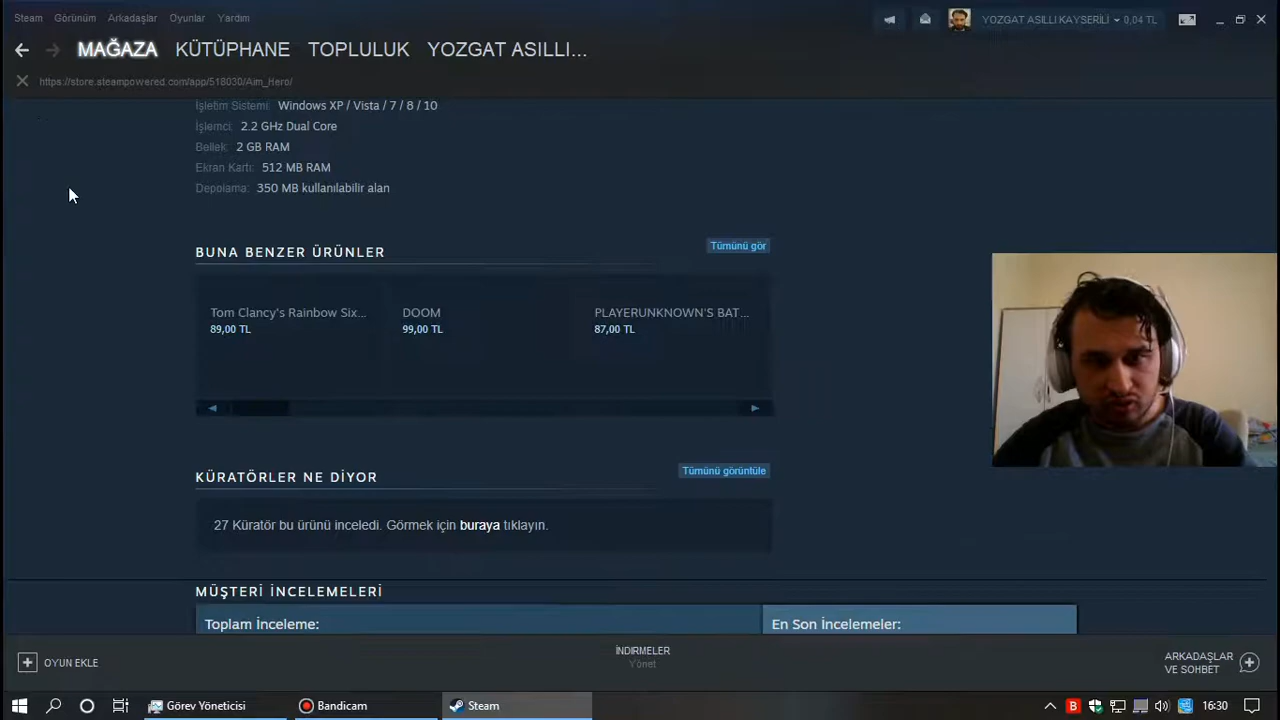 Steam Görünüm Arkadaşlar Oyunlar Yardım
YOZGAT ASILLI KAYSERİLİ 0,04 TL
MAĞAZA KÜTÜPHANE TOPLULUK YOZGAT ASILLI...
https://store.steampowered.com/app/518030/Aim_Hero/
İşletim Sistemi: Windows XP / Vista / 7 / 8 / 10
İşlemci: 2.2 GHz Dual Core
Bellek: 2 GB RAM
Ekran Kartı: 512 MB RAM
Depolama: 350 MB kullanılabilir alan
BUNA BENZER ÜRÜNLER Tümünü gör
Tom Clancy's Rainbow Six... DOOM PLAYERUNKNOWN'S BAT...
89,00 TL 99,00 TL 87,00 TL
KÜRATÖRLER NE DİYOR Tümünü görüntüle
27 Küratör bu ürünü inceledi. Görmek için buraya tıklayın.
MÜŞTERİ İNCELEMELERİ
Toplam İnceleme: En Son İncelemeler:
OYUN EKLE
İNDİRMELER
Yönet
ARKADAŞLAR
VE SOHBET
Görev Yöneticisi Bandicam Steam B 16:30